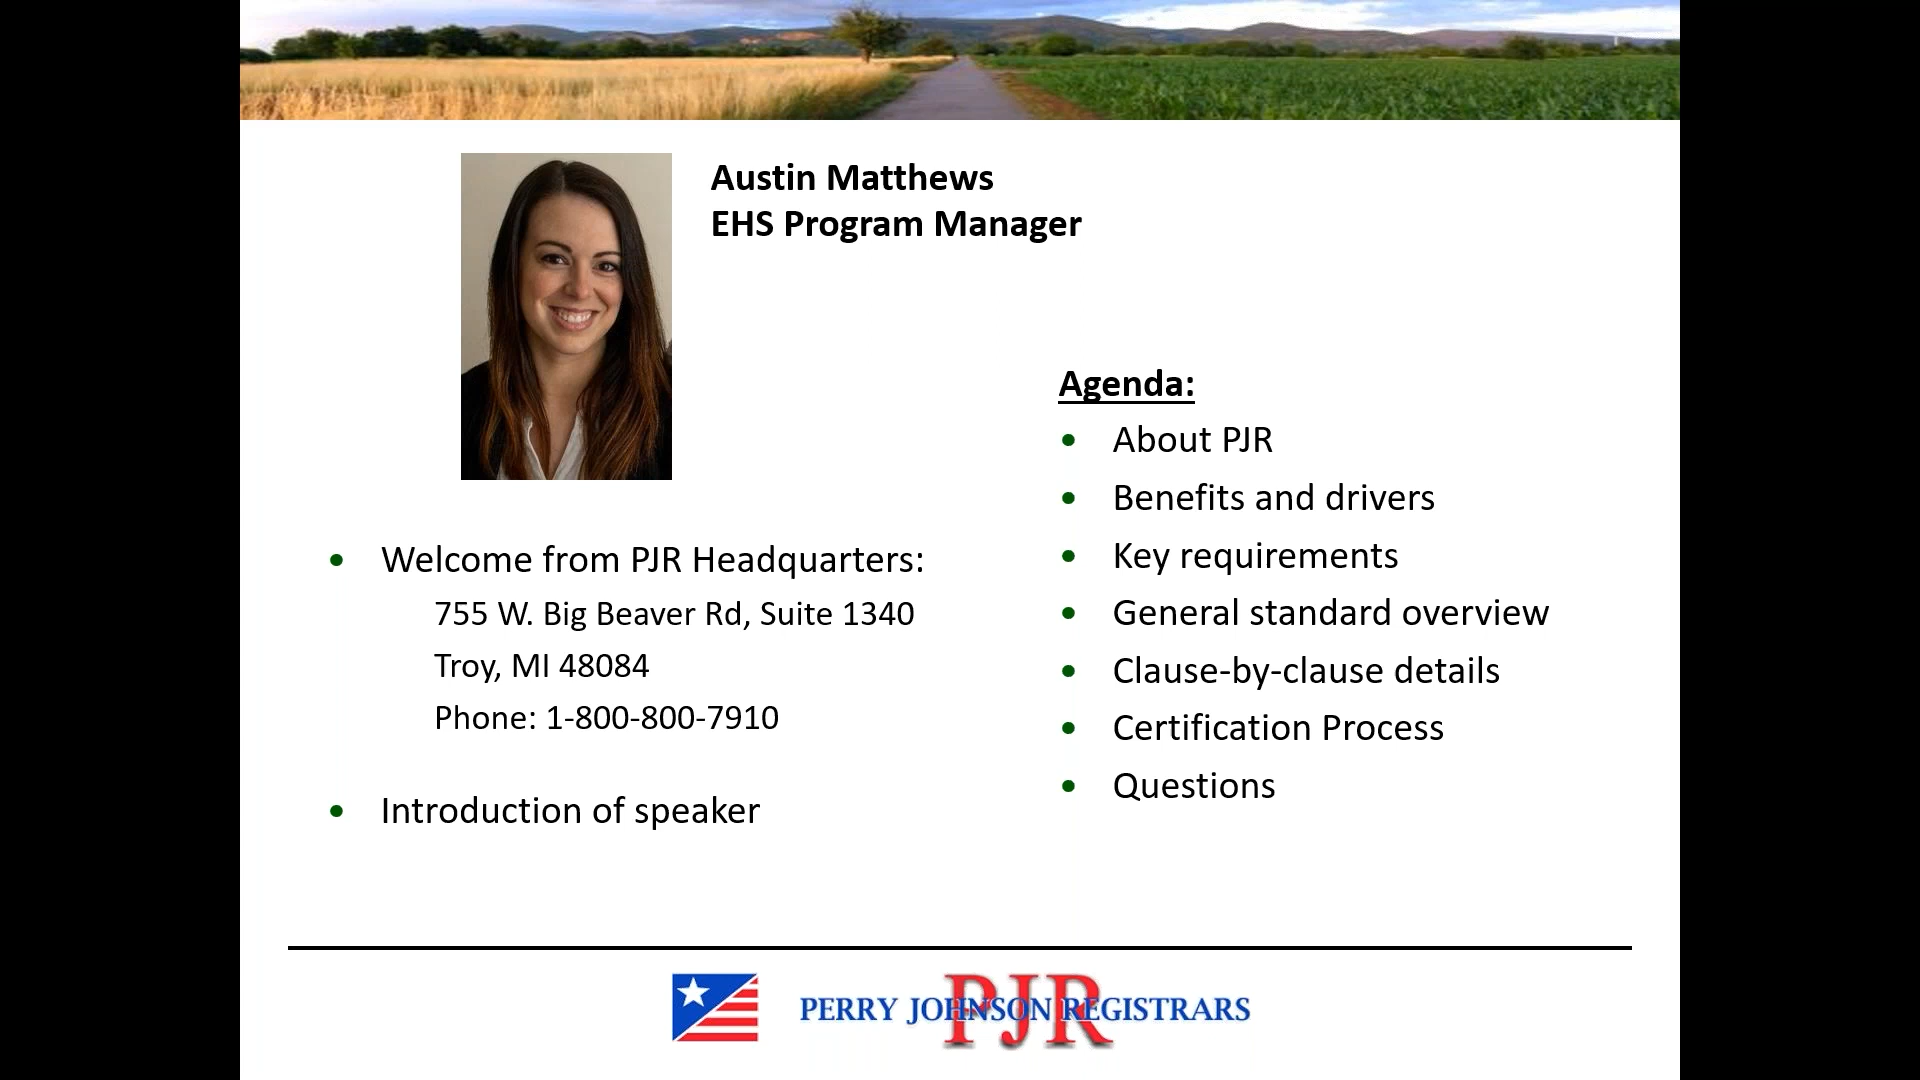 Austin Matthews
EHS Program Manager
Welcome from PJR Headquarters:
755 W. Big Beaver Rd, Suite 1340
Troy, MI 48084
Phone: 1-800-800-7910
Introduction of speaker
Agenda:
About PJR
Benefits and drivers
Key requirements
General standard overview
Clause-by-clause details
Certification Process
Questions
PJR
PERRY JOHNSON REGISTRARS